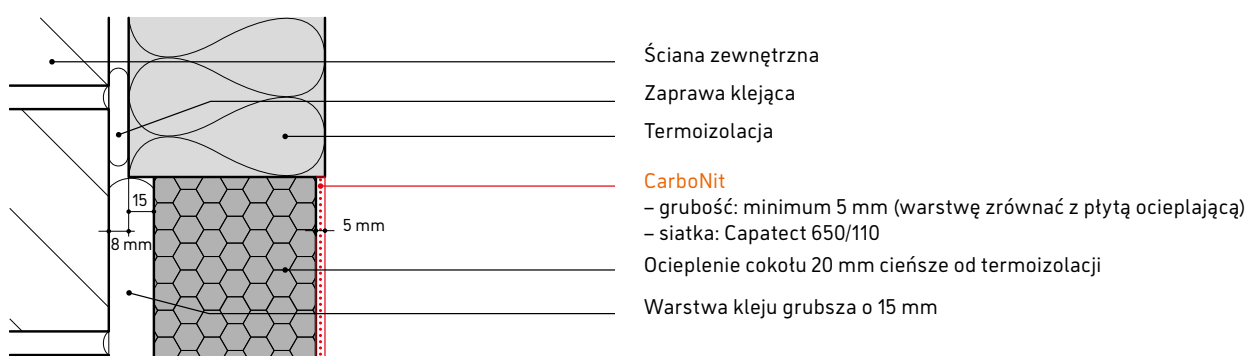 Ściana zewnętrzna
Zaprawa klejąca
Termoizolacja
CarboNit
– grubość: minimum 5 mm (warstwę zrównać z płytą ocieplającą)
– siatka: Capatect 650/110
Ocieplenie cokołu 20 mm cieńsze od termoizolacji
Warstwa kleju grubsza o 15 mm
15
8 mm
5 mm